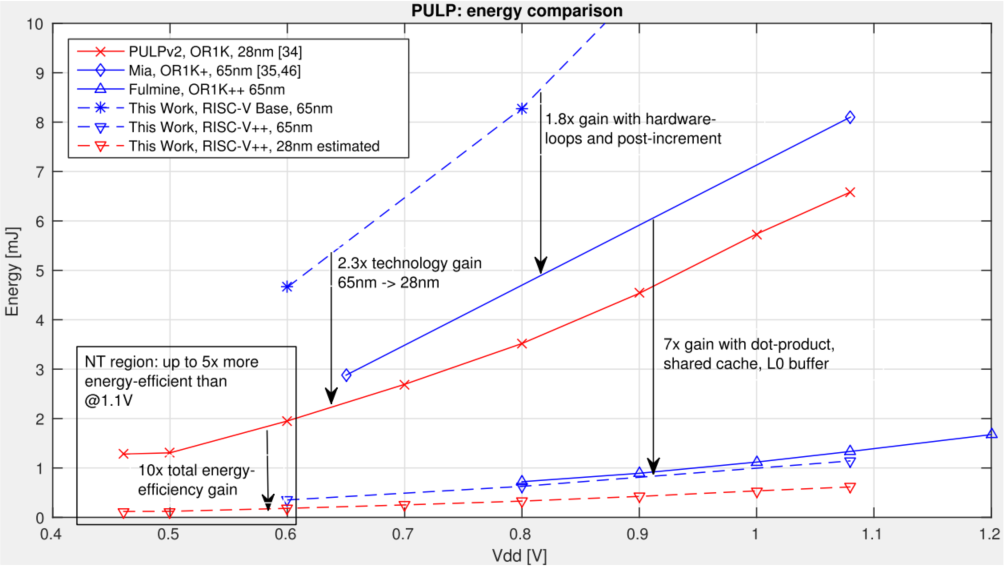 PULP: energy comparison
10
9
8
7
6
5
4
3
2
1
0
Energy [mJ]
PULPv2, OR1K, 28nm [34]
Mia, OR1K+, 65nm [35,46]
Fulmine, OR1K++ 65nm
This Work, RISC-V Base, 65nm
This Work, RISC-V++, 65nm
This Work, RISC-V++, 28nm estimated
1.8x gain with hardware-
loops and post-increment
2.3x technology gain
65nm -> 28nm
7x gain with dot-product,
shared cache, L0 buffer
NT region: up to 5x more
energy-efficient than
@1.1V
10x total energy-
efficiency gain
0.4
0.5
0.6
0.7
0.8
0.9
1
1.1
1.2
Vdd [V]